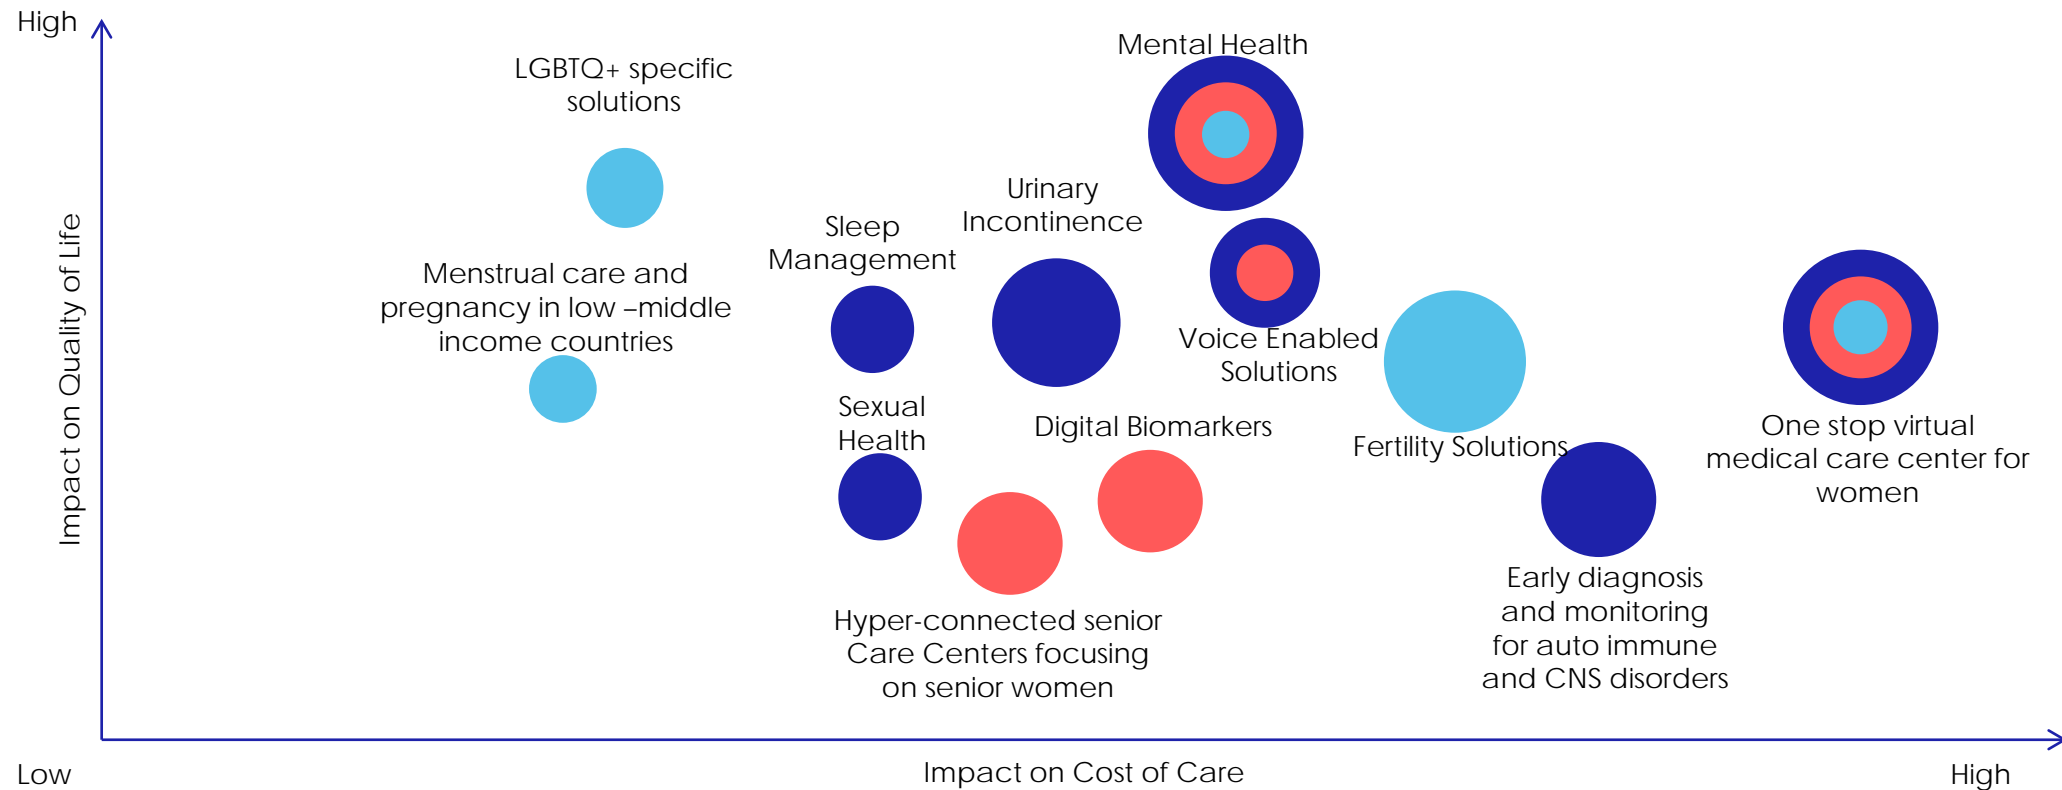 High
Mental Health
LGBTQ+ specific
solutions
Urinary
Incontinence
Sleep
Management
Menstrual care and
pregnancy in low –middle
income countries
Voice Enabled
Solutions
Sexual
Health
Digital Biomarkers
Fertility Solutions
One stop virtual
medical care center for
women
Early diagnosis
and monitoring
for auto immune
and CNS disorders
Hyper-connected senior
Care Centers focusing
on senior women
Impact on Quality of Life
Low
Impact on Cost of Care
High